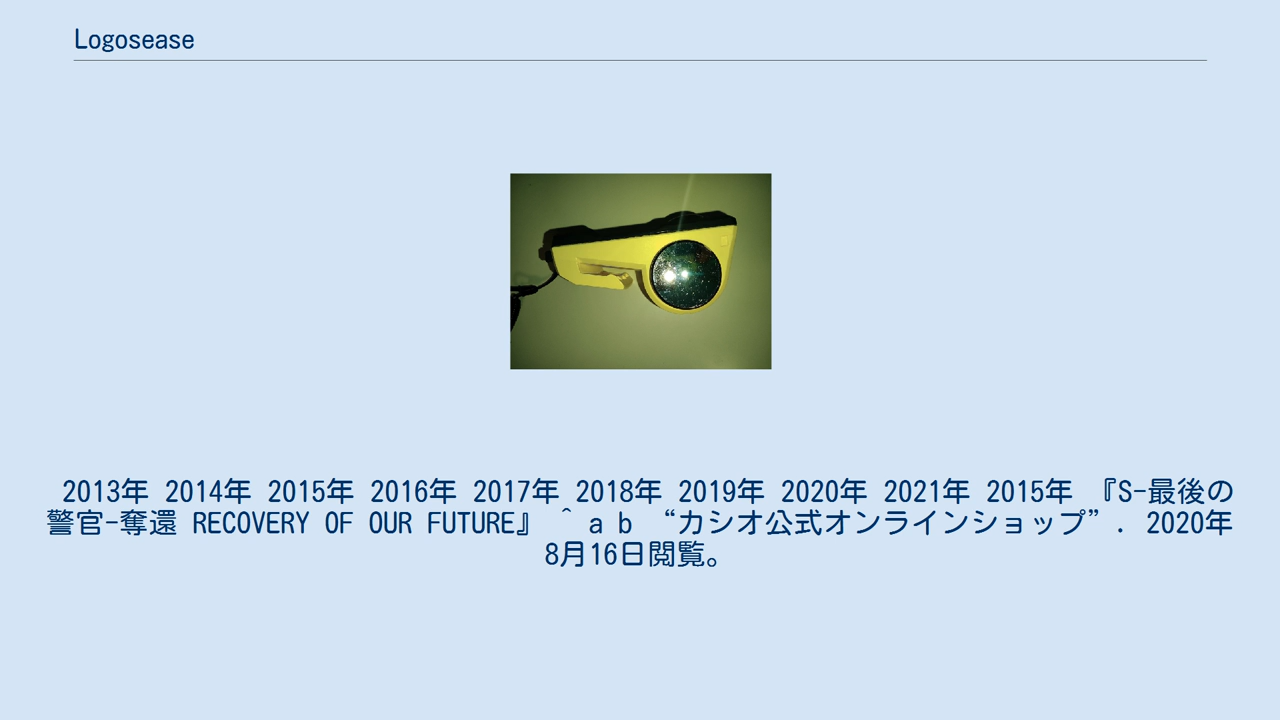 Logosease
2013年 2014年 2015年 2016年 2017年 2018年 2019年 2020年 2021年 2015年 『S-最後の
警官-奪還 RECOVERY OF OUR FUTURE』 ^ a b “カシオ公式オンラインショップ”. 2020年
8月16日閲覧。